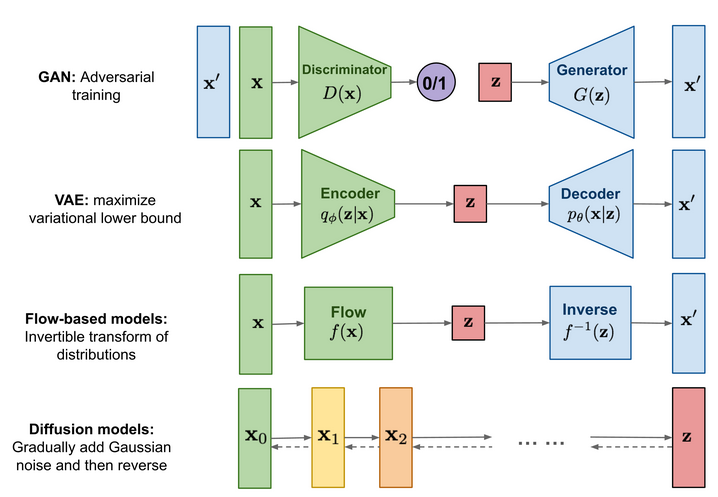 GAN: Adversarial
training
x′
x
Discriminator
D(x)
0/1
z
Generator
G(z)
x′
VAE: maximize
variational lower bound
x
Encoder
qϕ(z|x)
z
Decoder
pθ(x|z)
x′
Flow-based models:
Invertible transform of
distributions
x
Flow
f(x)
z
Inverse
f⁻¹(z)
x′
Diffusion models:
Gradually add Gaussian
noise and then reverse
x₀
x₁
x₂
... ...
z